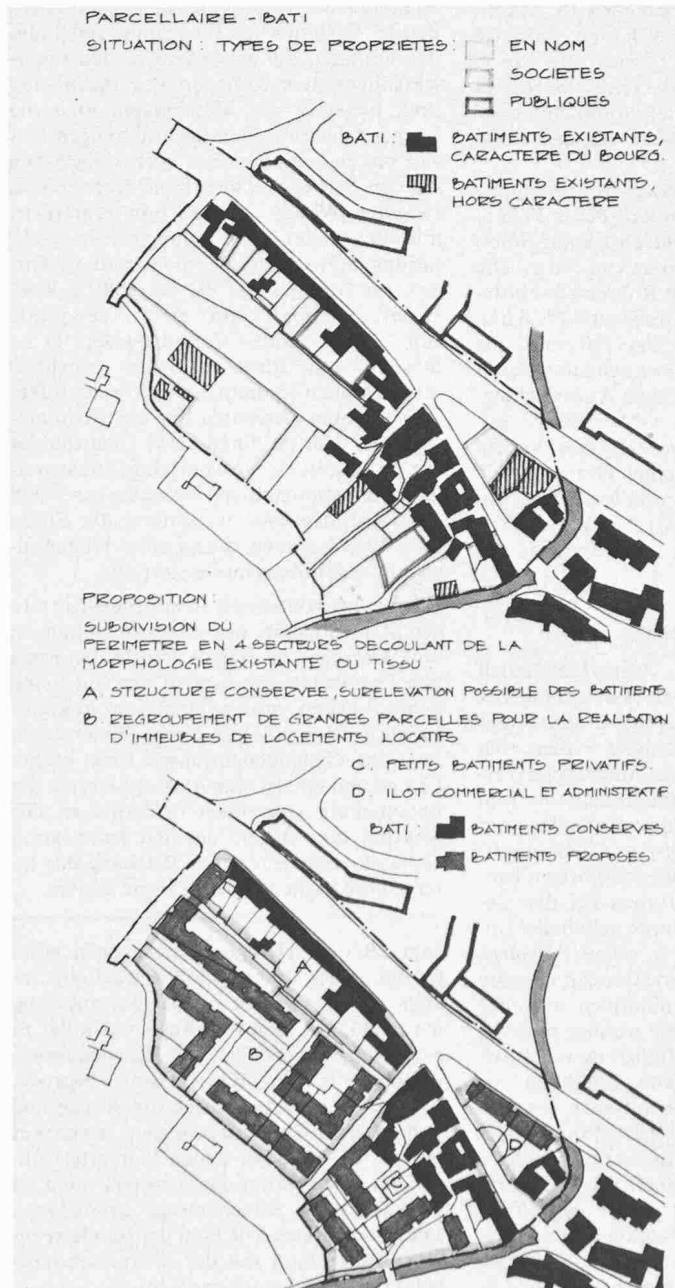 PARCELLAIRE - BATI
SITUATION : TYPES DE PROPRIETES :
EN NOM
SOCIETES
PUBLIQUES
BATI :
BATIMENTS EXISTANTS,
CARACTERE DU BOURG.
BATIMENTS EXISTANTS,
HORS CARACTERE
PROPOSITION :
SUBDIVISION DU
PERIMETRE EN 4 SECTEURS DECOULANT DE LA
MORPHOLOGIE EXISTANTE DU TISSU
A. STRUCTURE CONSERVEE, SURELEVATION POSSIBLE DES BATIMENTS
B. REGROUPEMENT DE GRANDES PARCELLES POUR LA REALISATION
D'IMMEUBLES DE LOGEMENTS LOCATIFS
C. PETITS BATIMENTS PRIVATIFS.
D. ILOT COMMERCIAL ET ADMINISTRATIF
BATI :
BATIMENTS CONSERVES
BATIMENTS PROPOSES
A
B
C
D